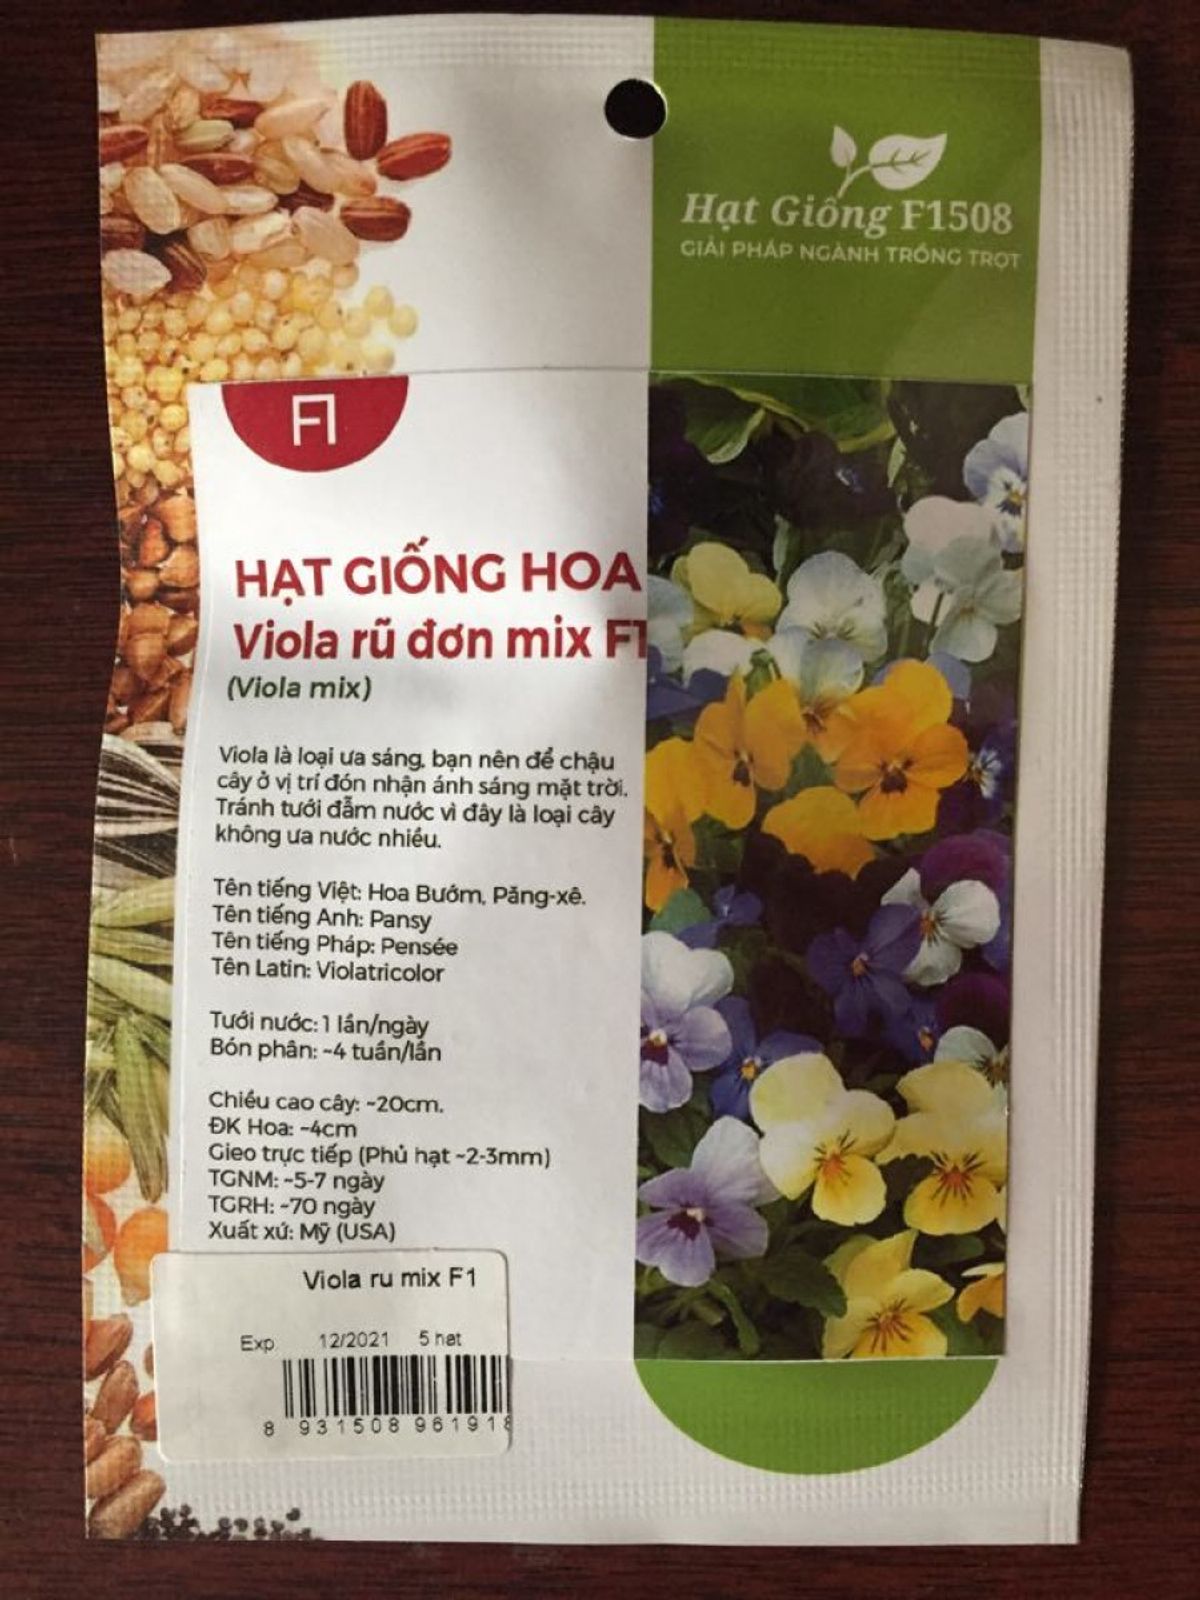 Hạt Giống F1508
GIẢI PHÁP NGÀNH TRỒNG TRỌT
F1
HẠT GIỐNG HOA
Viola rũ đơn mix F1
(Viola mix)
Viola là loại ưa sáng, bạn nên để chậu
cây ở vị trí đón nhận ánh sáng mặt trời.
Tránh tưới đẫm nước vì đây là loại cây
không ưa nước nhiều.
Tên tiếng Việt: Hoa Bướm, Păng-xê.
Tên tiếng Anh: Pansy
Tên tiếng Pháp: Pensée
Tên Latin: Violatricolor
Tưới nước: 1 lần/ngày
Bón phân: ~4 tuần/lần
Chiều cao cây: ~20cm.
ĐK Hoa: ~4cm
Gieo trực tiếp (Phủ hạt ~2-3mm)
TGNM: ~5-7 ngày
TGRH: ~70 ngày
Xuất xứ: Mỹ (USA)
Viola ru mix F1
Exp 12/2021 5 hat
8 931508 961918